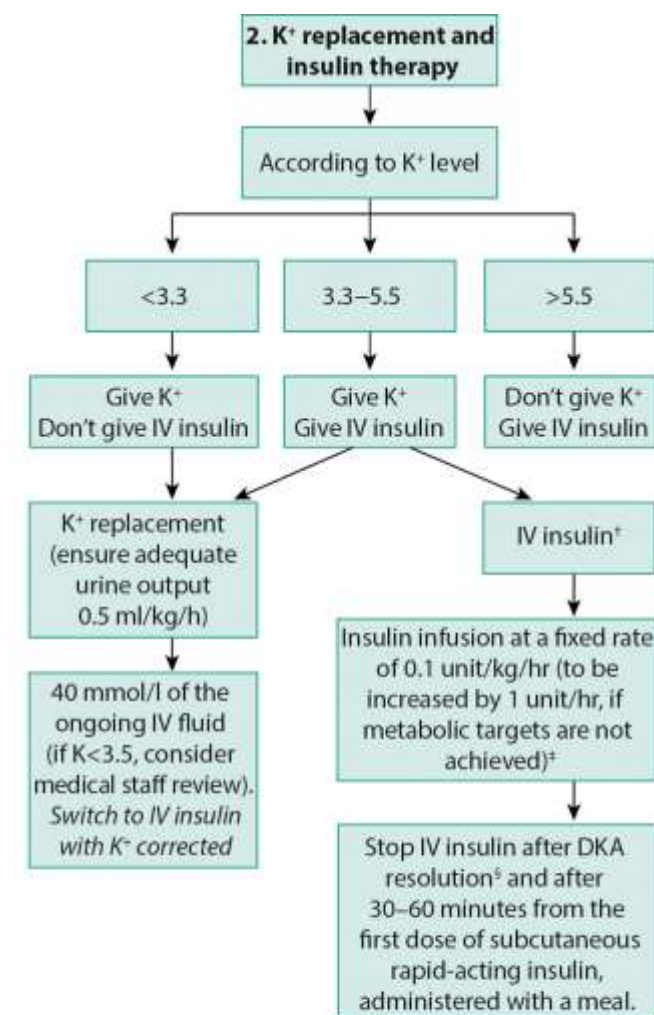 2. K⁺ replacement and
insulin therapy
According to K⁺ level
<3.3
3.3–5.5
>5.5
Give K⁺
Don't give IV insulin
Give K⁺
Give IV insulin
Don't give K⁺
Give IV insulin
K⁺ replacement
(ensure adequate
urine output
0.5 ml/kg/h)
IV insulin†
40 mmol/l of the
ongoing IV fluid
(if K<3.5, consider
medical staff review).
Switch to IV insulin
with K⁺ corrected
Insulin infusion at a fixed rate
of 0.1 unit/kg/hr (to be
increased by 1 unit/hr, if
metabolic targets are not
achieved)‡
Stop IV insulin after DKA
resolution§ and after
30–60 minutes from the
first dose of subcutaneous
rapid-acting insulin,
administered with a meal.